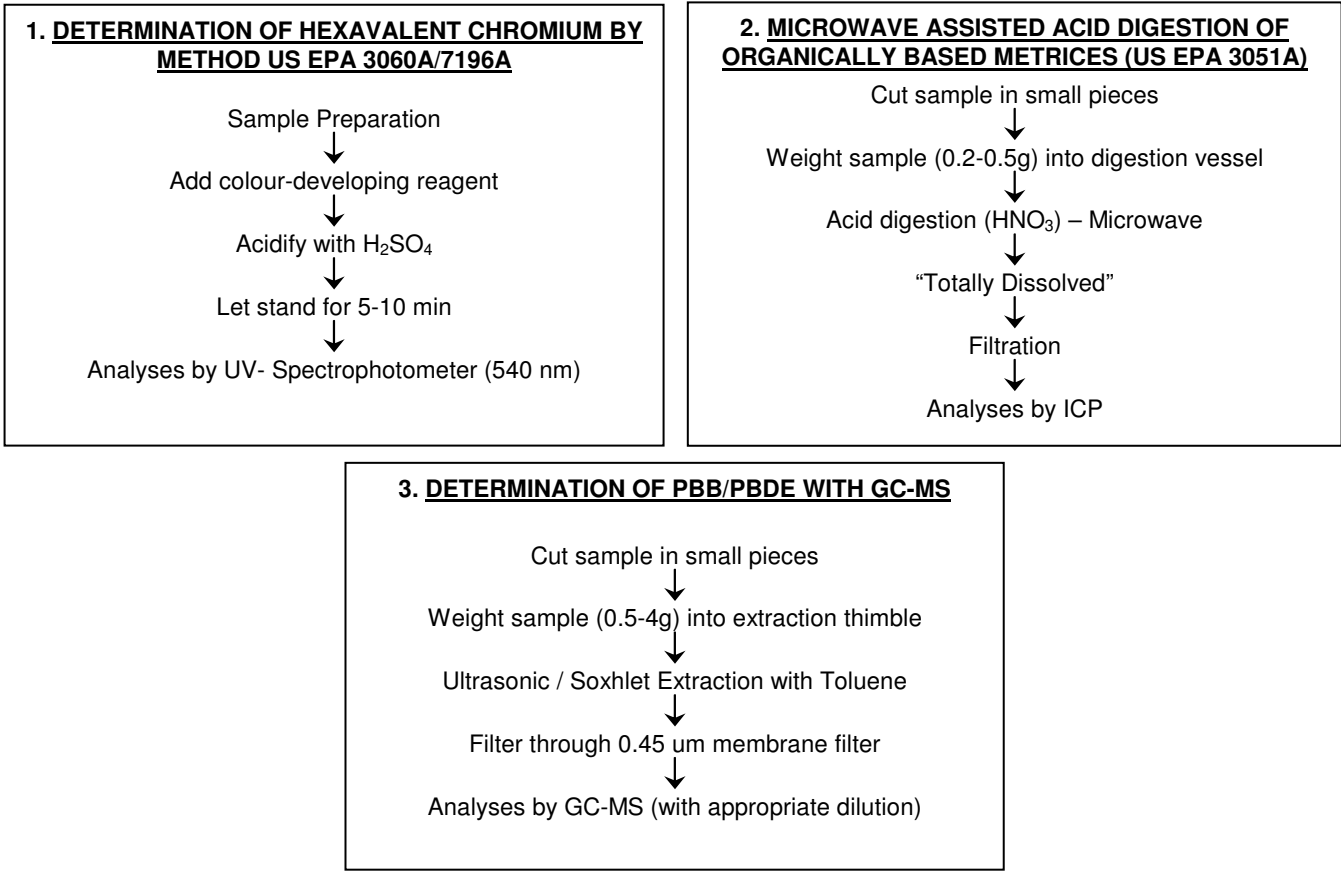 1. DETERMINATION OF HEXAVALENT CHROMIUM BY
METHOD US EPA 3060A/7196A
Sample Preparation
Add colour-developing reagent
Acidify with H₂SO₄
Let stand for 5-10 min
Analyses by UV- Spectrophotometer (540 nm)
2. MICROWAVE ASSISTED ACID DIGESTION OF
ORGANICALLY BASED METRICES (US EPA 3051A)
Cut sample in small pieces
Weight sample (0.2-0.5g) into digestion vessel
Acid digestion (HNO₃) – Microwave
“Totally Dissolved”
Filtration
Analyses by ICP
3. DETERMINATION OF PBB/PBDE WITH GC-MS
Cut sample in small pieces
Weight sample (0.5-4g) into extraction thimble
Ultrasonic / Soxhlet Extraction with Toluene
Filter through 0.45 um membrane filter
Analyses by GC-MS (with appropriate dilution)